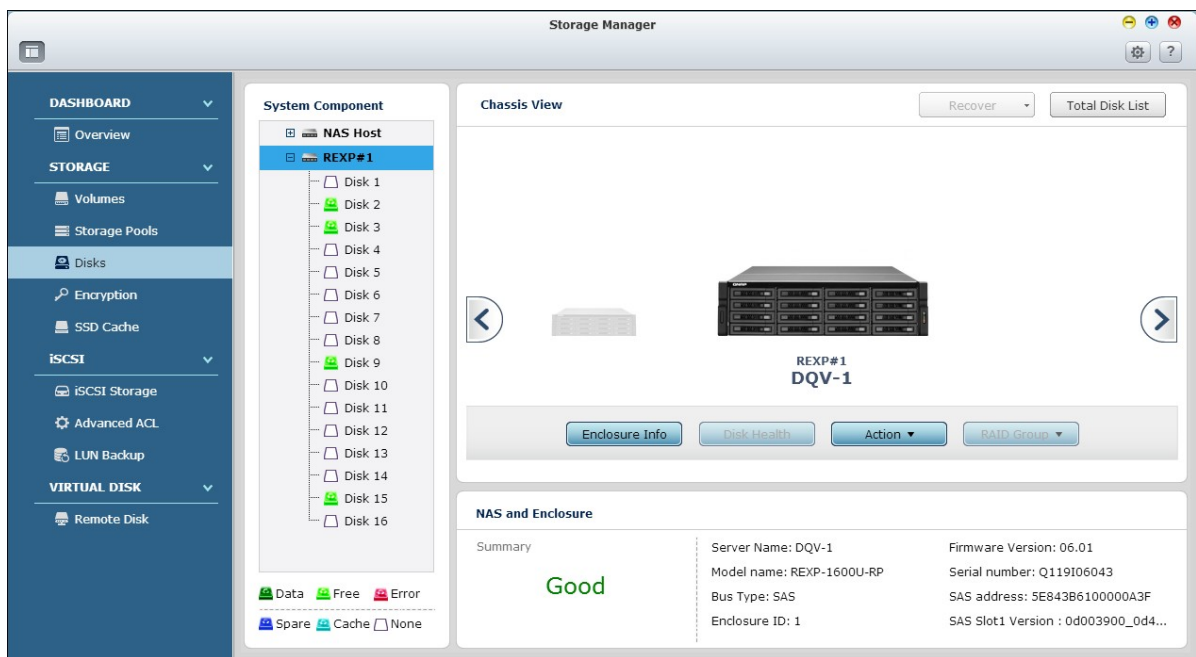 Storage Manager
?
DASHBOARD
Overview
STORAGE
Volumes
Storage Pools
Disks
Encryption
SSD Cache
iSCSI
iSCSI Storage
Advanced ACL
LUN Backup
VIRTUAL DISK
Remote Disk
System Component
NAS Host
REXP#1
Disk 1
Disk 2
Disk 3
Disk 4
Disk 5
Disk 6
Disk 7
Disk 8
Disk 9
Disk 10
Disk 11
Disk 12
Disk 13
Disk 14
Disk 15
Disk 16
Data Free Error
Spare Cache None
Chassis View
Recover
Total Disk List
REXP#1
DQV-1
Enclosure Info
Disk Health
Action
RAID Group
NAS and Enclosure
Summary
Good
Server Name: DQV-1
Model name: REXP-1600U-RP
Bus Type: SAS
Enclosure ID: 1
Firmware Version: 06.01
Serial number: Q119I06043
SAS address: 5E843B6100000A3F
SAS Slot1 Version : 0d003900_0d4...